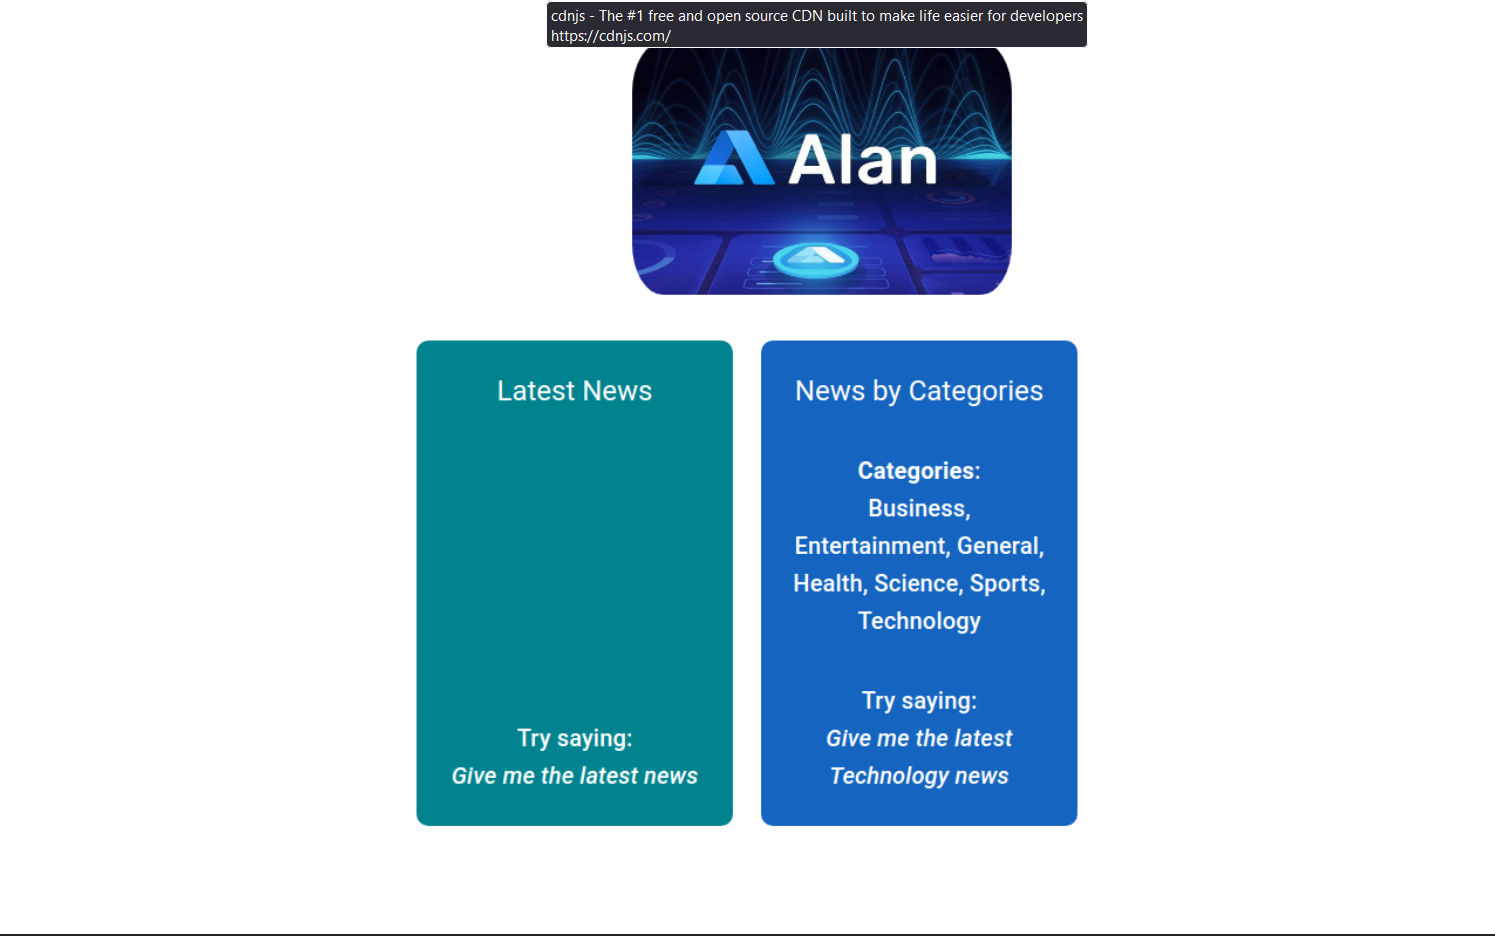 cdnjs - The #1 free and open source CDN built to make life easier for developers
https://cdnjs.com/
Alan
Latest News
Try saying:
Give me the latest news
News by Categories
Categories:
Business,
Entertainment, General,
Health, Science, Sports,
Technology
Try saying:
Give me the latest
Technology news